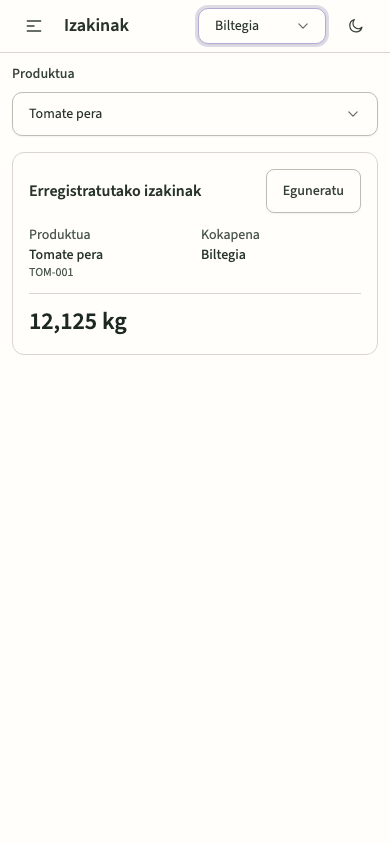 Izakinak
Biltegia
Produktua
Tomate pera
Erregistratutako izakinak
Eguneratu
Produktua
Kokapena
Tomate pera
Biltegia
TOM-001
12,125 kg